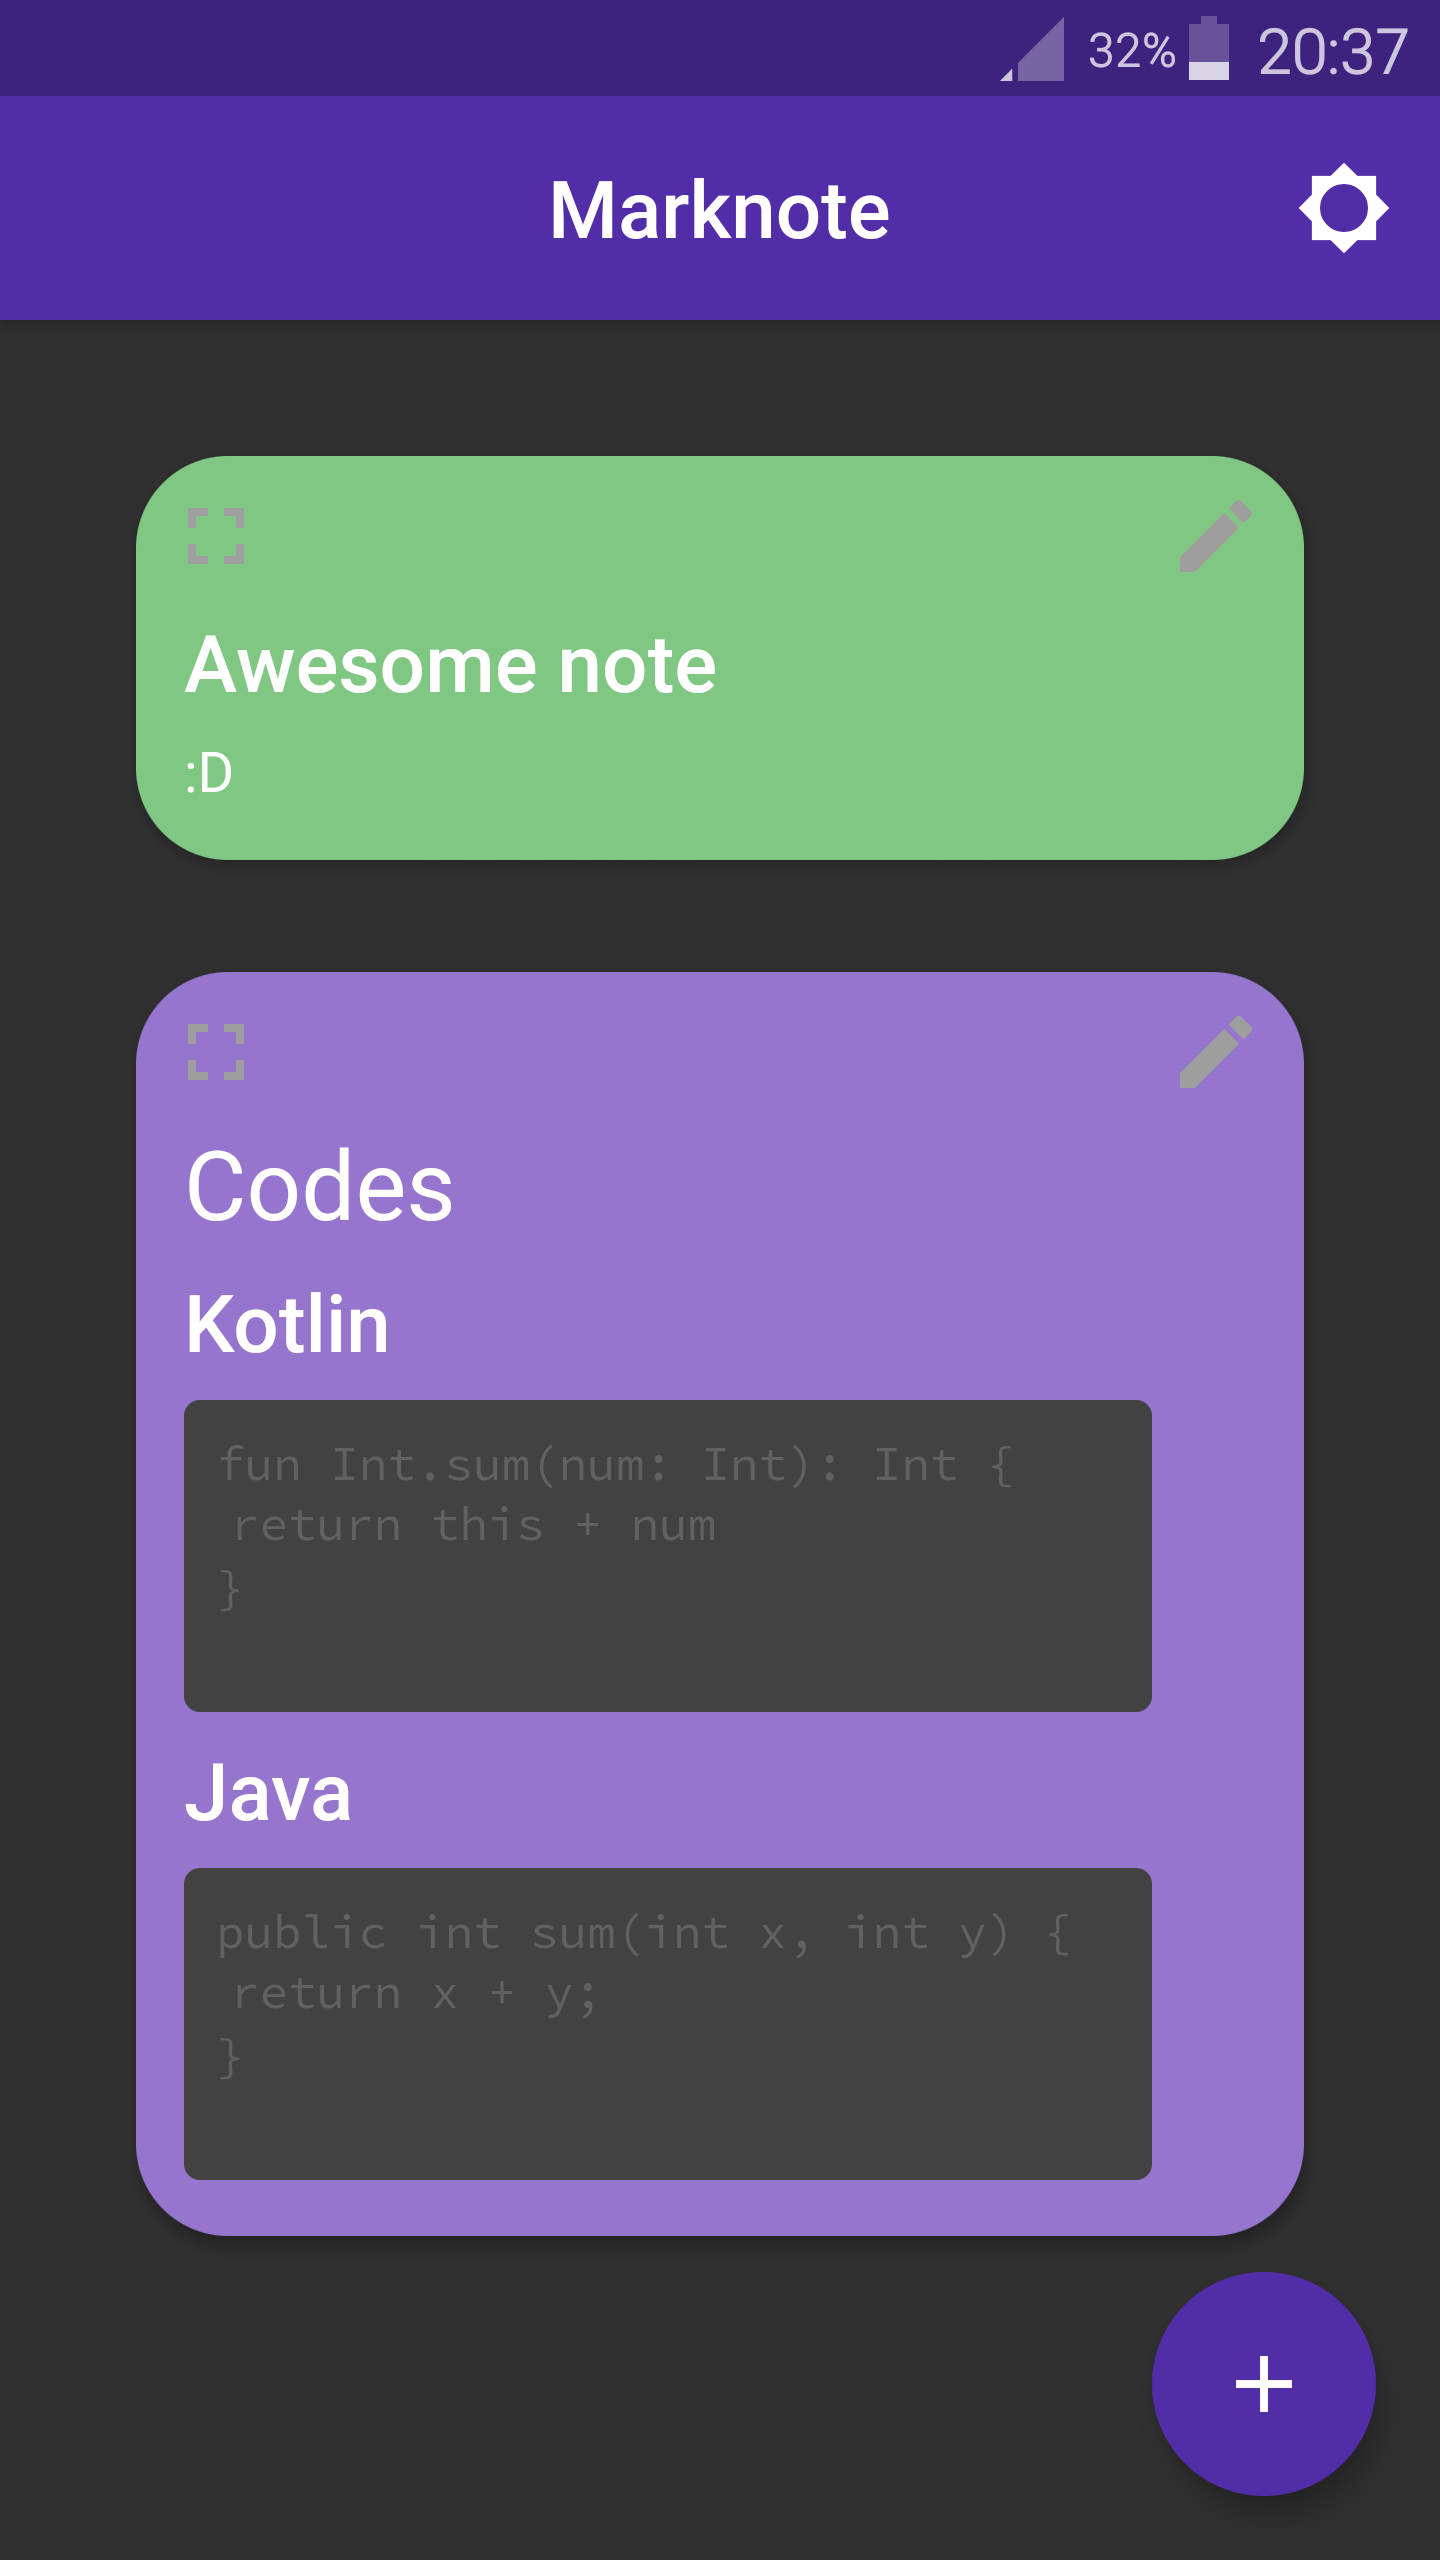 32% 20:37
Marknote
Awesome note
:D
Codes
Kotlin
fun Int.sum(num: Int): Int {
 return this + num
}
Java
public int sum(int x, int y) {
 return x + y;
}